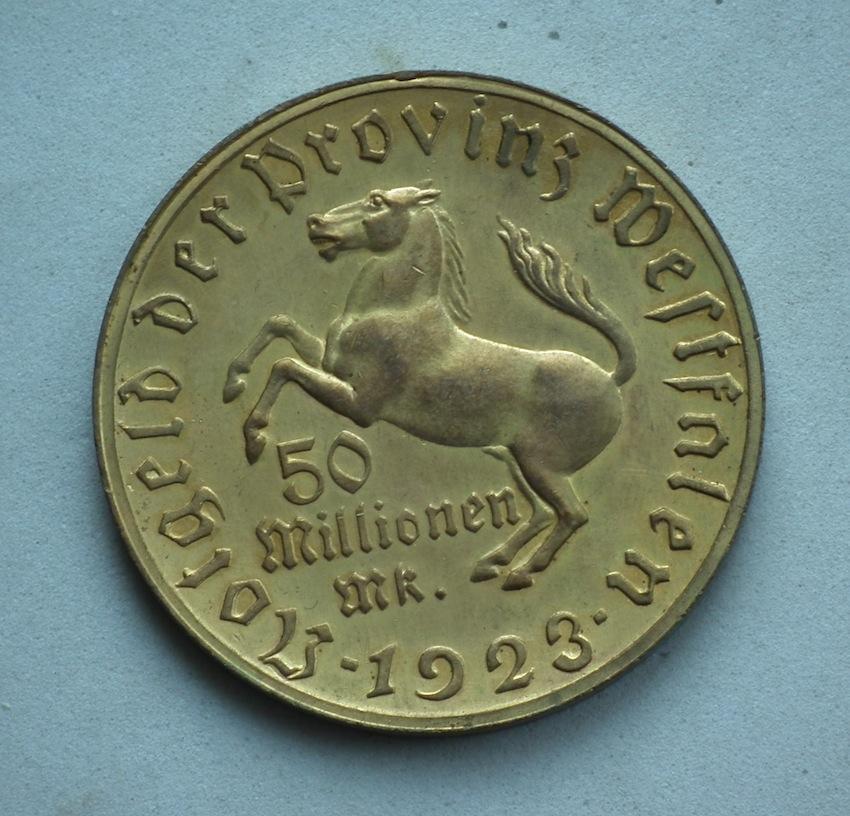 Notgeld der Provinz Westfalen
50
Millionen
Mk.
·1923·